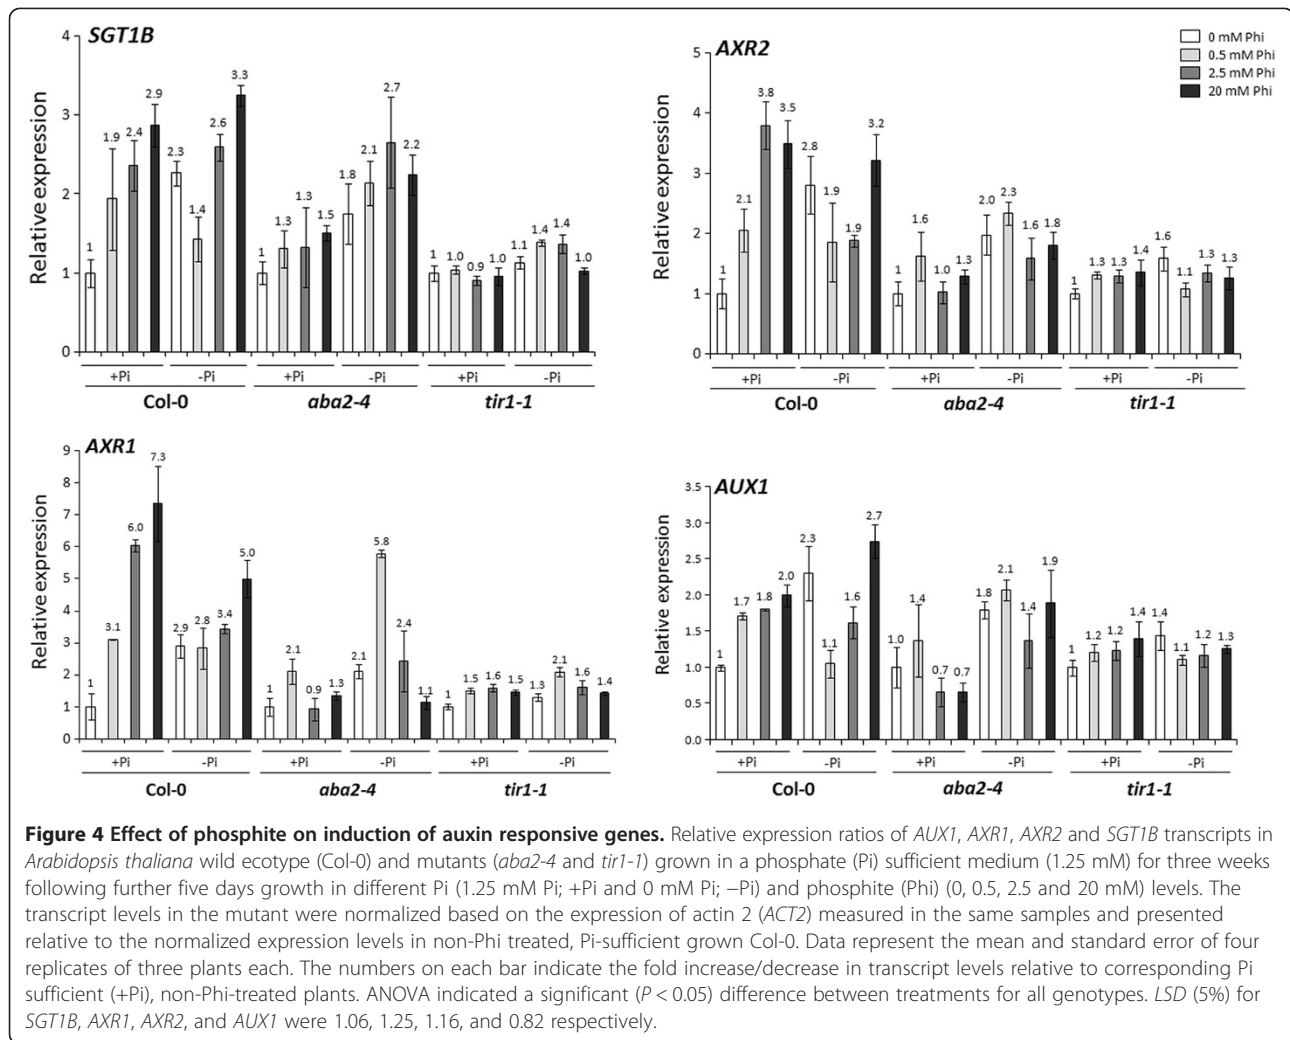 SGT1B
Relative expression
4
3
2
1
0
1
1.9
2.4
2.9
2.3
1.4
2.6
3.3
1
1.3
1.3
1.5
1.8
2.1
2.7
2.2
1
1.0
0.9
1.0
1.1
1.4
1.4
1.0
+Pi
-Pi
+Pi
-Pi
+Pi
-Pi
Col-0
aba2-4
tir1-1
AXR2
0 mM Phi
0.5 mM Phi
2.5 mM Phi
20 mM Phi
Relative expression
5
4
3
2
1
0
1
2.1
3.8
3.5
2.8
1.9
1.9
3.2
1
1.6
1.0
1.3
2.0
2.3
1.6
1.8
1
1.3
1.3
1.4
1.6
1.1
1.3
1.3
+Pi
-Pi
+Pi
-Pi
+Pi
-Pi
Col-0
aba2-4
tir1-1
AXR1
Relative expression
9
8
7
6
5
4
3
2
1
0
1
3.1
6.0
7.3
2.9
2.8
3.4
5.0
1
2.1
0.9
1.3
2.1
5.8
2.4
1.1
1
1.5
1.6
1.5
1.3
2.1
1.6
1.4
+Pi
-Pi
+Pi
-Pi
+Pi
-Pi
Col-0
aba2-4
tir1-1
AUX1
Relative expression
3.5
3.0
2.5
2.0
1.5
1.0
0.5
0.0
1
1.7
1.8
2.0
2.3
1.1
1.6
2.7
1.0
1.4
0.7
0.7
1.8
2.1
1.4
1.9
1
1.2
1.2
1.4
1.4
1.1
1.2
1.3
+Pi
-Pi
+Pi
-Pi
+Pi
-Pi
Col-0
aba2-4
tir1-1
Figure 4 Effect of phosphite on induction of auxin responsive genes. Relative expression ratios of AUX1, AXR1, AXR2 and SGT1B transcripts in
Arabidopsis thaliana wild ecotype (Col-0) and mutants (aba2-4 and tir1-1) grown in a phosphate (Pi) sufficient medium (1.25 mM) for three weeks
following further five days growth in different Pi (1.25 mM Pi; +Pi and 0 mM Pi; −Pi) and phosphite (Phi) (0, 0.5, 2.5 and 20 mM) levels. The
transcript levels in the mutant were normalized based on the expression of actin 2 (ACT2) measured in the same samples and presented
relative to the normalized expression levels in non-Phi treated, Pi-sufficient grown Col-0. Data represent the mean and standard error of four
replicates of three plants each. The numbers on each bar indicate the fold increase/decrease in transcript levels relative to corresponding Pi
sufficient (+Pi), non-Phi-treated plants. ANOVA indicated a significant (P < 0.05) difference between treatments for all genotypes. LSD (5%) for
SGT1B, AXR1, AXR2, and AUX1 were 1.06, 1.25, 1.16, and 0.82 respectively.